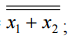 x₁ + x₂ ;